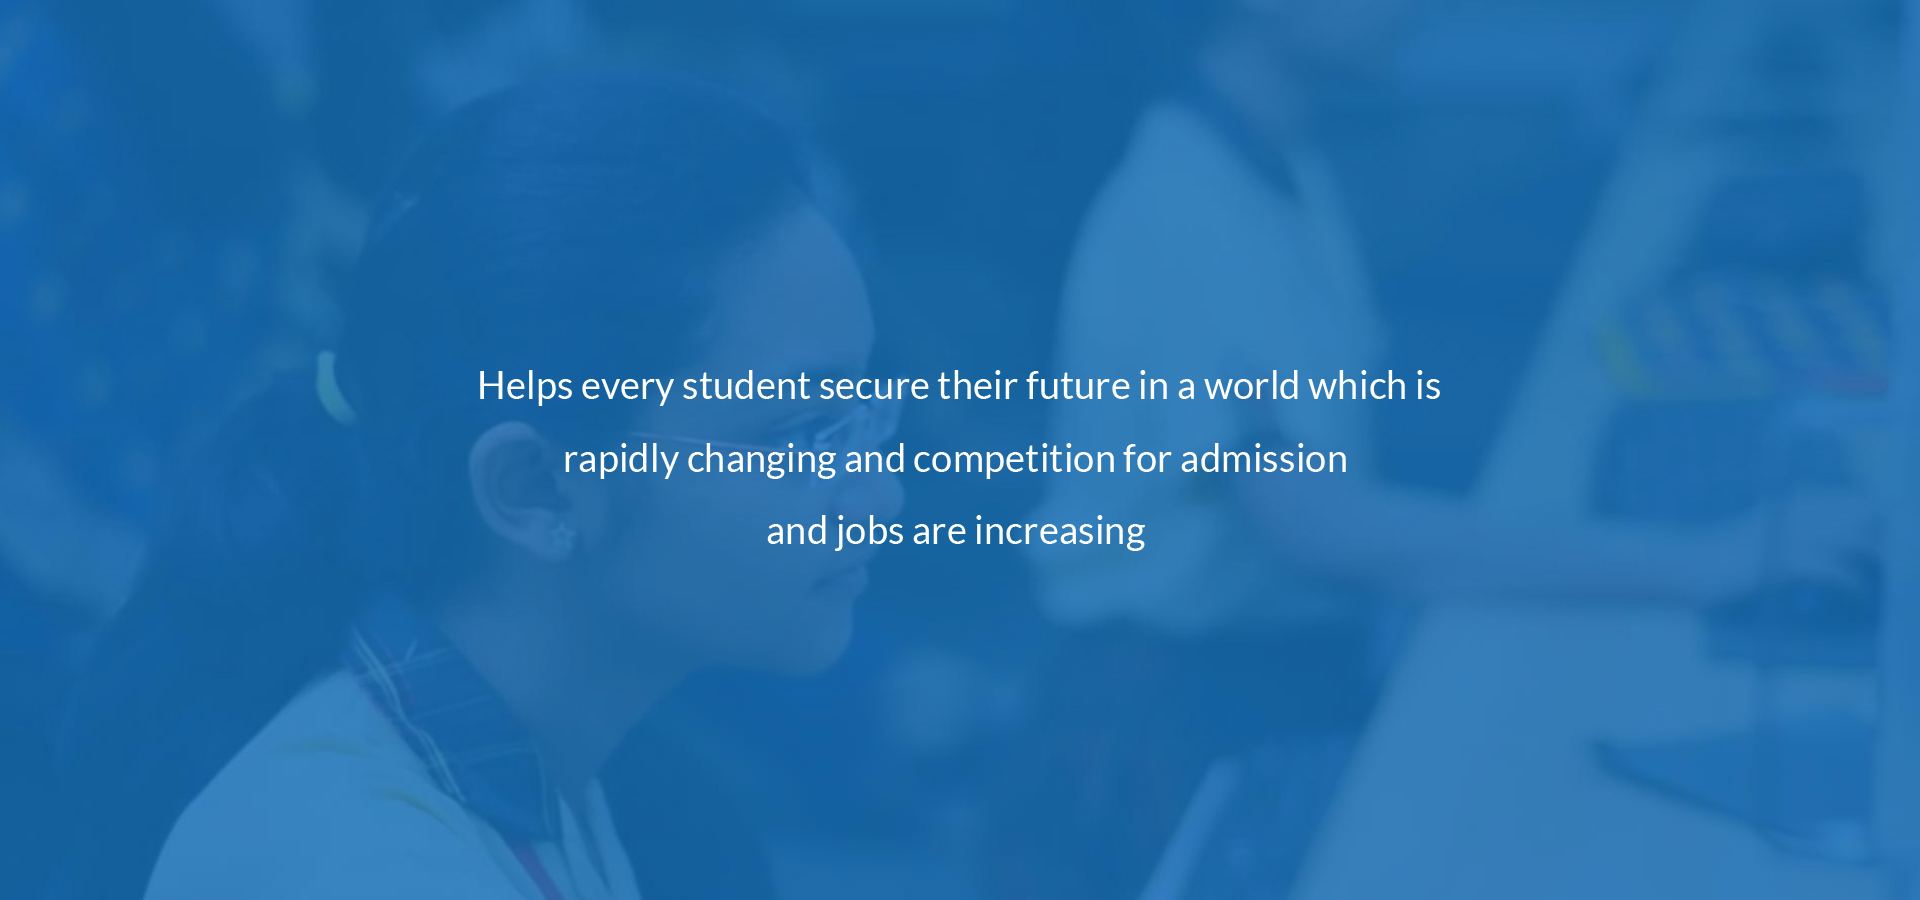 Helps every student secure their future in a world which is
rapidly changing and competition for admission
and jobs are increasing